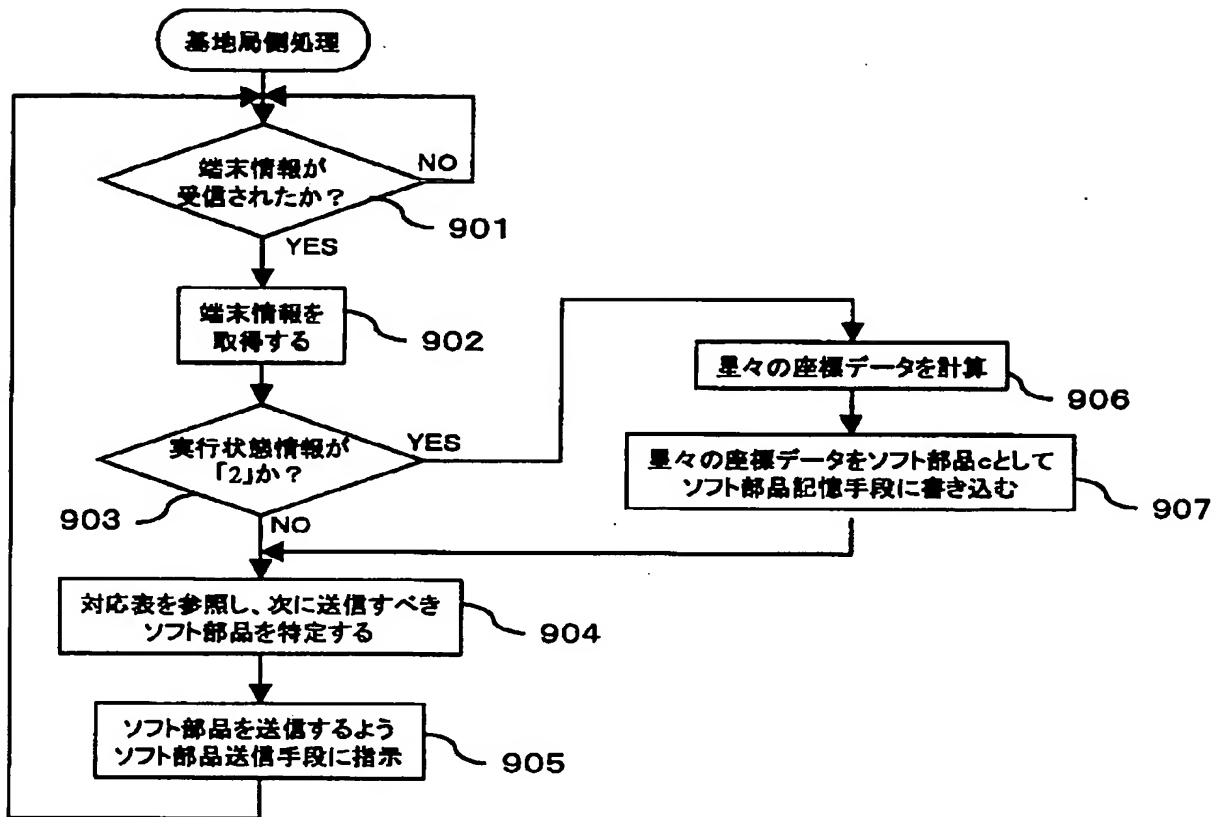 基地局側処理
端末情報が
受信されたか？
NO
901
YES
端末情報を
取得する
902
実行状態情報が
「2」か？
YES
903
NO
星々の座標データを計算
906
星々の座標データをソフト部品cとして
ソフト部品記憶手段に書き込む
907
対応表を参照し、次に送信すべき
ソフト部品を特定する
904
ソフト部品を送信するよう
ソフト部品送信手段に指示
905